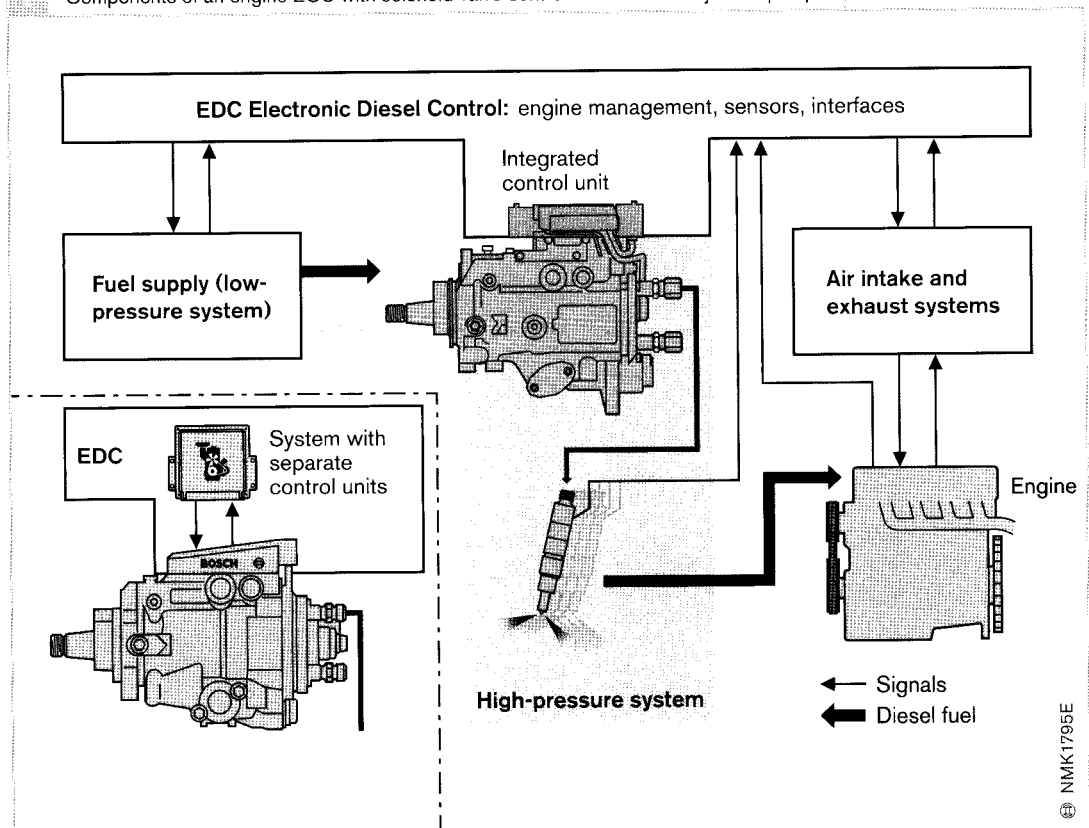 EDC Electronic Diesel Control: engine management, sensors, interfaces
Integrated
control unit
Fuel supply (low-
pressure system)
Air intake and
exhaust systems
EDC
System with
separate
control units
BOSCH
Engine
High-pressure system
Signals
Diesel fuel
NMK1795E